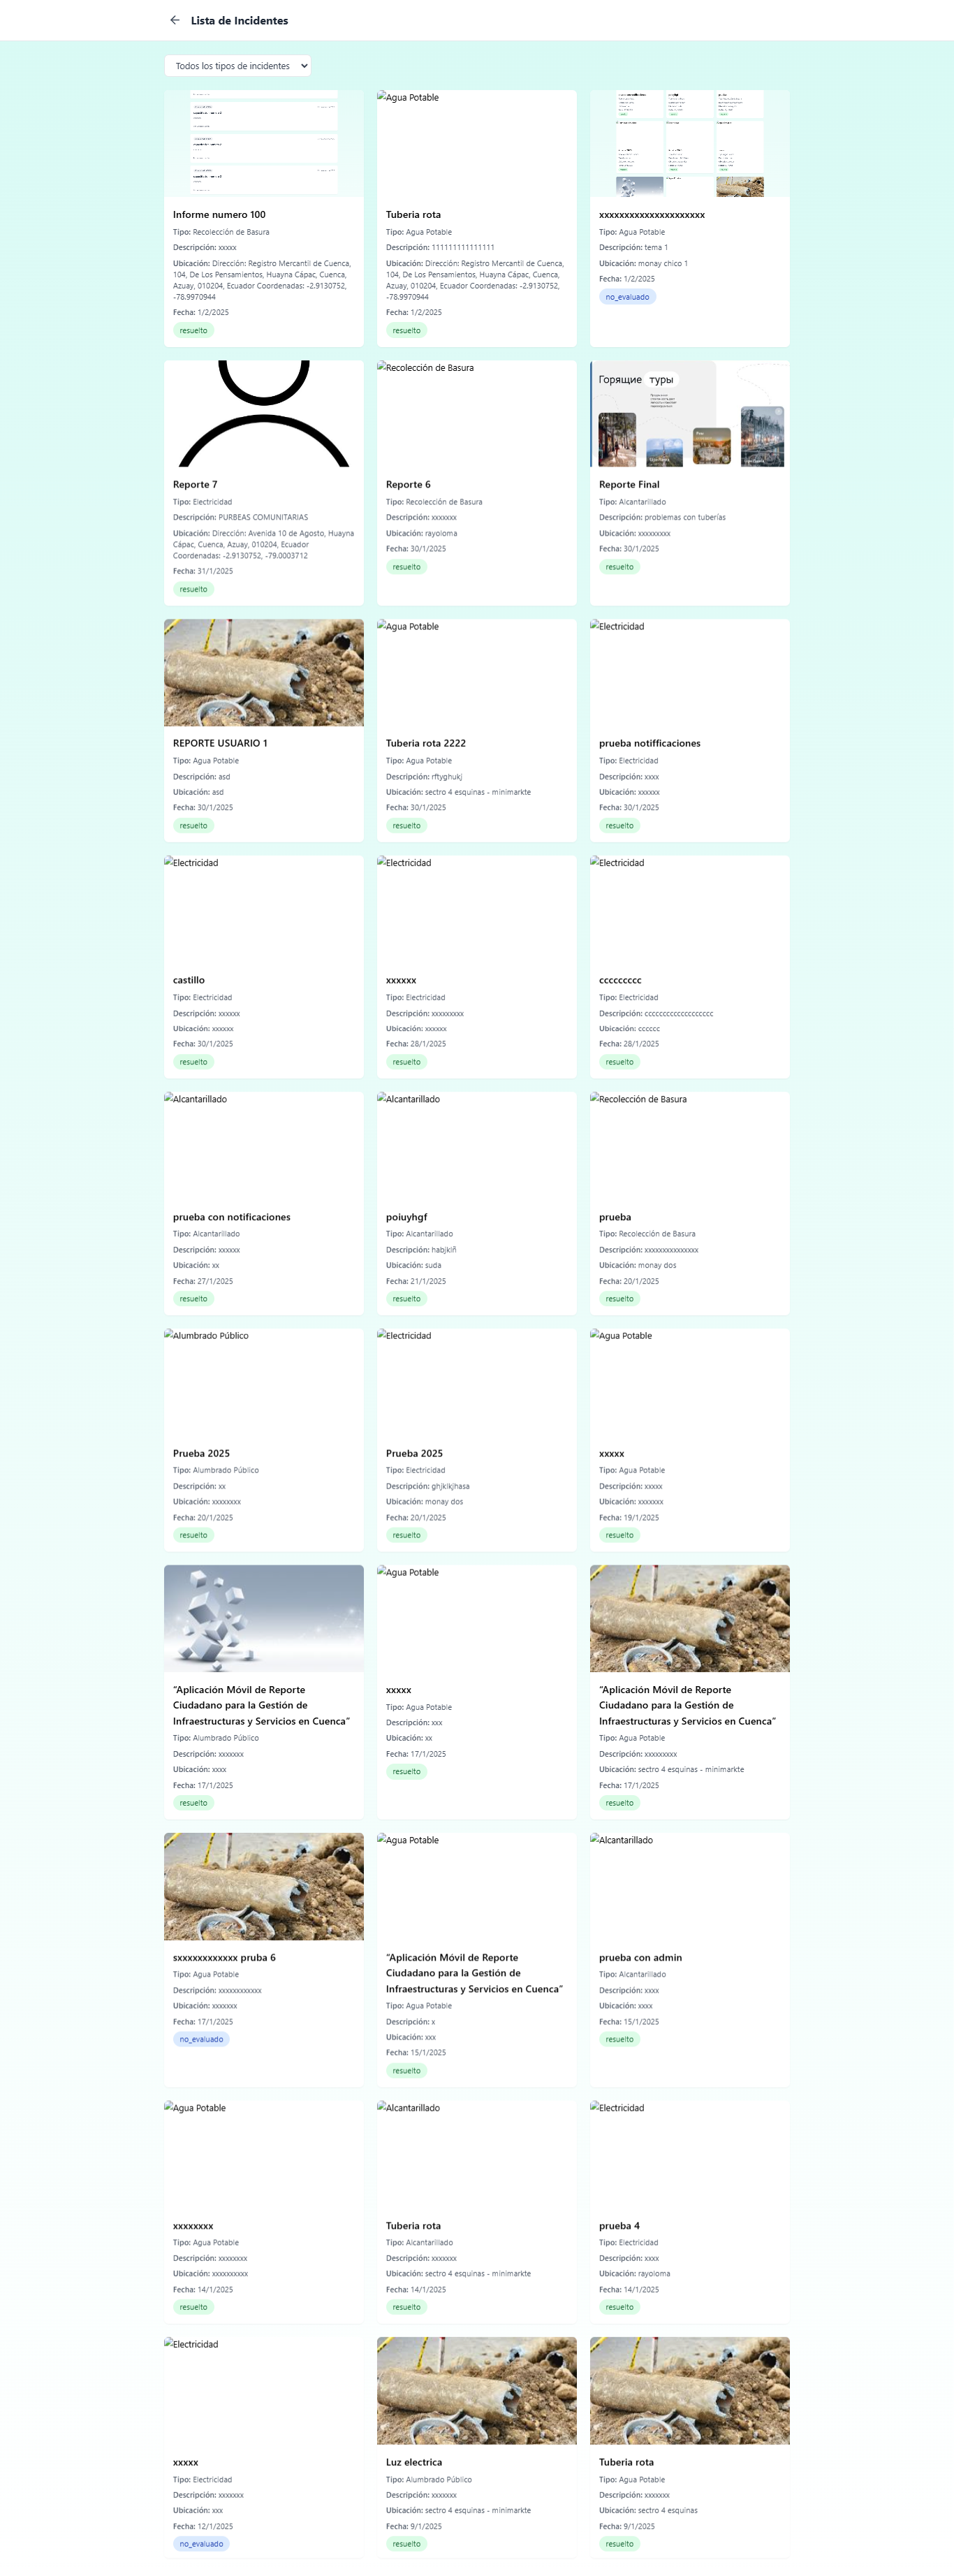 Lista de Incidentes
Todos los tipos de incidentes
Informe numero 100
Tipo: Recolección de Basura
Descripción: xxxxx
Ubicación: Dirección: Registro Mercantil de Cuenca,
104, De Los Pensamientos, Huayna Cápac, Cuenca,
Azuay, 010204, Ecuador Coordenadas: -2.9130752,
-78.9970944
Fecha: 1/2/2025
resuelto
Agua Potable
Tuberia rota
Tipo: Agua Potable
Descripción: 111111111111111
Ubicación: Dirección: Registro Mercantil de Cuenca,
104, De Los Pensamientos, Huayna Cápac, Cuenca,
Azuay, 010204, Ecuador Coordenadas: -2.9130752,
-78.9970944
Fecha: 1/2/2025
resuelto
xxxxxxxxxxxxxxxxxxxxx
Tipo: Agua Potable
Descripción: tema 1
Ubicación: monay chico 1
Fecha: 1/2/2025
no_evaluado
Reporte 7
Tipo: Electricidad
Descripción: PURBEAS COMUNITARIAS
Ubicación: Dirección: Avenida 10 de Agosto, Huayna
Cápac, Cuenca, Azuay, 010204, Ecuador
Coordenadas: -2.9130752, -79.0003712
Fecha: 31/1/2025
resuelto
Recolección de Basura
Reporte 6
Tipo: Recolección de Basura
Descripción: xxxxxxx
Ubicación: rayoloma
Fecha: 30/1/2025
resuelto
Горящие туры
Reporte Final
Tipo: Alcantarillado
Descripción: problemas con tuberías
Ubicación: xxxxxxxxx
Fecha: 30/1/2025
resuelto
REPORTE USUARIO 1
Tipo: Agua Potable
Descripción: asd
Ubicación: asd
Fecha: 30/1/2025
resuelto
Agua Potable
Tuberia rota 2222
Tipo: Agua Potable
Descripción: rftyghukj
Ubicación: sectro 4 esquinas - minimarkte
Fecha: 30/1/2025
resuelto
Electricidad
prueba notifficaciones
Tipo: Electricidad
Descripción: xxxx
Ubicación: xxxxxx
Fecha: 30/1/2025
resuelto
Electricidad
castillo
Tipo: Electricidad
Descripción: xxxxxx
Ubicación: xxxxxx
Fecha: 30/1/2025
resuelto
Electricidad
xxxxxx
Tipo: Electricidad
Descripción: xxxxxxxxx
Ubicación: xxxxxx
Fecha: 28/1/2025
resuelto
Electricidad
ccccccccc
Tipo: Electricidad
Descripción: ccccccccccccccccccc
Ubicación: cccccc
Fecha: 28/1/2025
resuelto
Alcantarillado
prueba con notificaciones
Tipo: Alcantarillado
Descripción: xxxxxx
Ubicación: xx
Fecha: 27/1/2025
resuelto
Alcantarillado
poiuyhgf
Tipo: Alcantarillado
Descripción: habjklñ
Ubicación: suda
Fecha: 21/1/2025
resuelto
Recolección de Basura
prueba
Tipo: Recolección de Basura
Descripción: xxxxxxxxxxxxxxx
Ubicación: monay dos
Fecha: 20/1/2025
resuelto
Alumbrado Público
Prueba 2025
Tipo: Alumbrado Público
Descripción: xx
Ubicación: xxxxxxxx
Fecha: 20/1/2025
resuelto
Electricidad
Prueba 2025
Tipo: Electricidad
Descripción: ghjklkjhasa
Ubicación: monay dos
Fecha: 20/1/2025
resuelto
Agua Potable
xxxxx
Tipo: Agua Potable
Descripción: xxxxx
Ubicación: xxxxxxx
Fecha: 19/1/2025
resuelto
“Aplicación Móvil de Reporte
Ciudadano para la Gestión de
Infraestructuras y Servicios en Cuenca”
Tipo: Alumbrado Público
Descripción: xxxxxxx
Ubicación: xxxx
Fecha: 17/1/2025
resuelto
Agua Potable
xxxxx
Tipo: Agua Potable
Descripción: xxx
Ubicación: xx
Fecha: 17/1/2025
resuelto
“Aplicación Móvil de Reporte
Ciudadano para la Gestión de
Infraestructuras y Servicios en Cuenca”
Tipo: Agua Potable
Descripción: xxxxxxxxx
Ubicación: sectro 4 esquinas - minimarkte
Fecha: 17/1/2025
resuelto
sxxxxxxxxxxxx pruba 6
Tipo: Agua Potable
Descripción: xxxxxxxxxxxx
Ubicación: xxxxxxx
Fecha: 17/1/2025
no_evaluado
Agua Potable
“Aplicación Móvil de Reporte
Ciudadano para la Gestión de
Infraestructuras y Servicios en Cuenca”
Tipo: Agua Potable
Descripción: x
Ubicación: xxx
Fecha: 15/1/2025
resuelto
Alcantarillado
prueba con admin
Tipo: Alcantarillado
Descripción: xxxx
Ubicación: xxxx
Fecha: 15/1/2025
resuelto
Agua Potable
xxxxxxxx
Tipo: Agua Potable
Descripción: xxxxxxxx
Ubicación: xxxxxxxxxx
Fecha: 14/1/2025
resuelto
Alcantarillado
Tuberia rota
Tipo: Alcantarillado
Descripción: xxxxxxx
Ubicación: sectro 4 esquinas - minimarkte
Fecha: 14/1/2025
resuelto
Electricidad
prueba 4
Tipo: Electricidad
Descripción: xxxx
Ubicación: rayoloma
Fecha: 14/1/2025
resuelto
Electricidad
xxxxx
Tipo: Electricidad
Descripción: xxxxxxx
Ubicación: xxx
Fecha: 12/1/2025
no_evaluado
Luz electrica
Tipo: Alumbrado Público
Descripción: xxxxxxx
Ubicación: sectro 4 esquinas - minimarkte
Fecha: 9/1/2025
resuelto
Tuberia rota
Tipo: Agua Potable
Descripción: xxxxxxx
Ubicación: sectro 4 esquinas
Fecha: 9/1/2025
resuelto